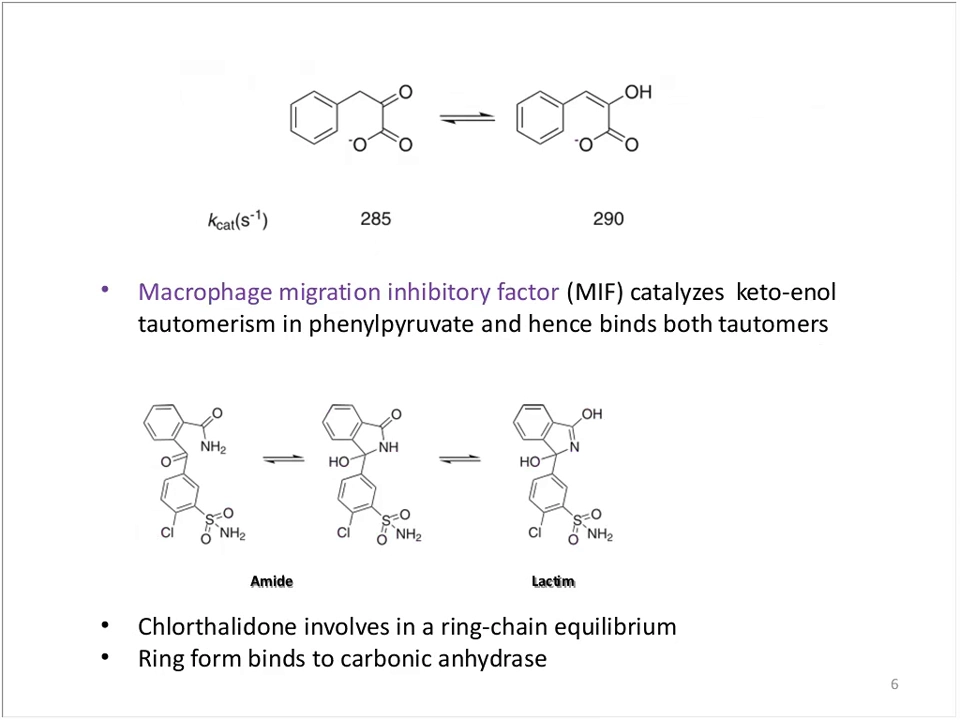 O OH
⁻O O ⁻O O
kcat(s⁻¹) 285 290
• Macrophage migration inhibitory factor (MIF) catalyzes keto-enol
tautomerism in phenylpyruvate and hence binds both tautomers
O O OH
NH₂ NH N
O HO HO
Cl S O O NH₂ Cl S O O NH₂ Cl S O O NH₂
Amide Lactim
• Chlorthalidone involves in a ring-chain equilibrium
• Ring form binds to carbonic anhydrase
6